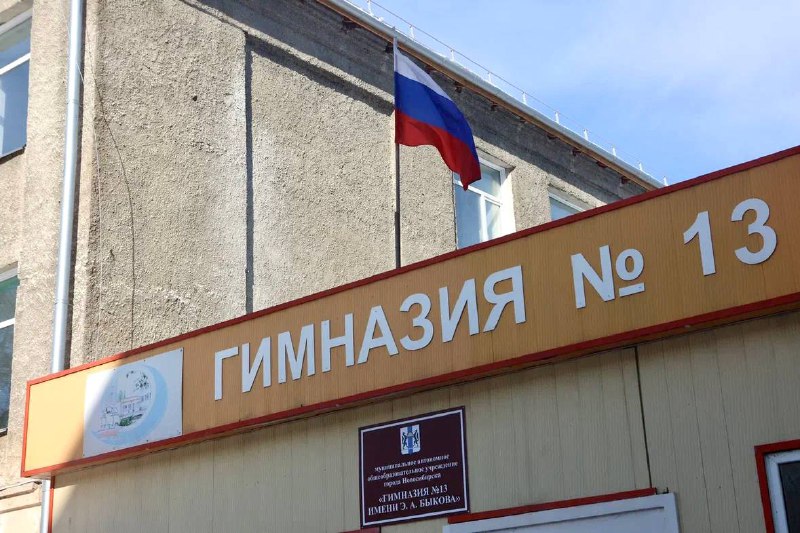 ГИМНАЗИЯ № 13
муниципальное автономное
общеобразовательное учреждение
города Новосибирска
«ГИМНАЗИЯ №13
ИМЕНИ Э. А. БЫКОВА»